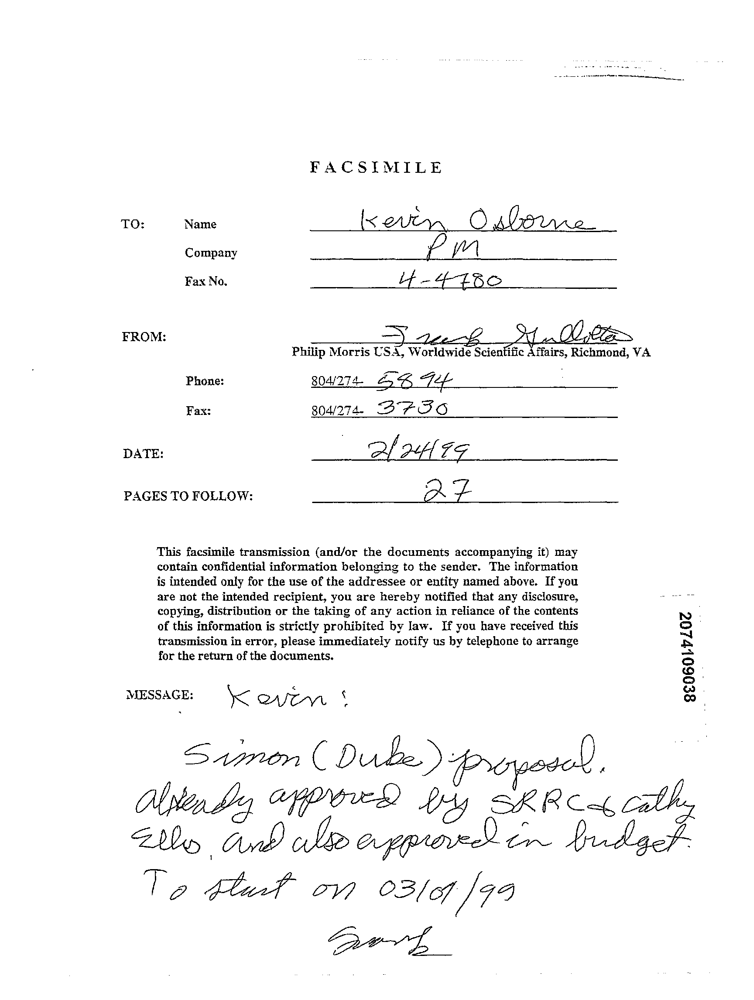 FACSIMILE
TO: Name Kevin Osborne
Company PM
Fax No. 4-4780
FROM: Frank Gullotta
Philip Morris USA, Worldwide Scientific Affairs, Richmond, VA
Phone: 804/274- 5894
Fax: 804/274- 3730
DATE: 2/24/99
PAGES TO FOLLOW: 27
This facsimile transmission (and/or the documents accompanying it) may
contain confidential information belonging to the sender. The information
is intended only for the use of the addressee or entity named above. If you
are not the intended recipient, you are hereby notified that any disclosure,
copying, distribution or the taking of any action in reliance of the contents
of this information is strictly prohibited by law. If you have received this
transmission in error, please immediately notify us by telephone to arrange
for the return of the documents.
2074109038
MESSAGE: Kevin:
Simon (Duke) proposal.
already approved by SRRC & Cathy
Ellis, and also approved in budget.
To start on 03/01/99
Frank